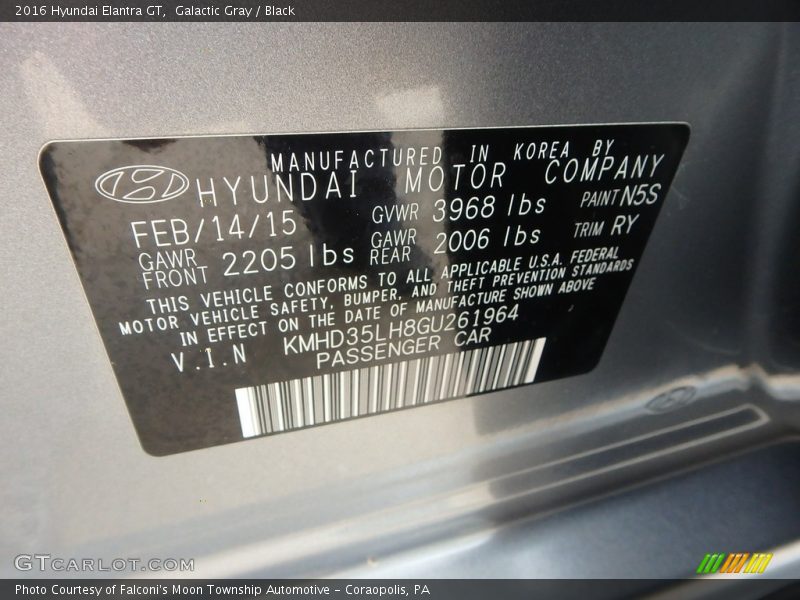 2016 Hyundai Elantra GT,  Galactic Gray / Black
MANUFACTURED IN KOREA BY
HYUNDAI MOTOR COMPANY
FEB/14/15 GVWR 3968 lbs PAINT N5S
GAWR FRONT 2205 lbs GAWR REAR 2006 lbs TRIM RY
THIS VEHICLE CONFORMS TO ALL APPLICABLE U.S.A. FEDERAL
MOTOR VEHICLE SAFETY, BUMPER, AND THEFT PREVENTION STANDARDS
IN EFFECT ON THE DATE OF MANUFACTURE SHOWN ABOVE
V.I.N KMHD35LH8GU261964
PASSENGER CAR
GTCARLOT.COM
Photo Courtesy of Falconi's Moon Township Automotive – Coraopolis, PA